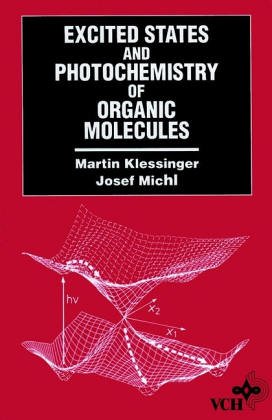 EXCITED STATES
AND
PHOTOCHEMISTRY
OF
ORGANIC
MOLECULES
Martin Klessinger
Josef Michl
hν
x₂
x₁
VCH